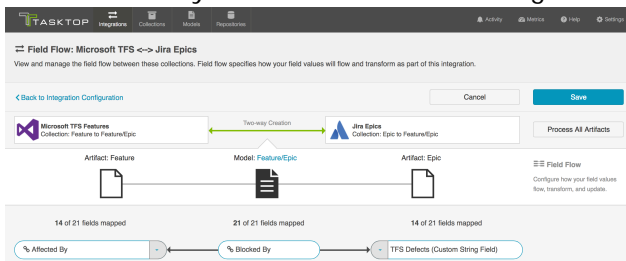 TASKTOP
Integrations
Collections
Models
Repositories
Activity
Metrics
Help
Settings
Field Flow: Microsoft TFS <--> Jira Epics
View and manage the field flow between these collections. Field flow specifies how your field values will flow and transform as part of this integration.
Back to Integration Configuration
Cancel
Save
Microsoft TFS Features
Collection: Feature to Feature/Epic
Two-way Creation
Jira Epics
Collection: Epic to Feature/Epic
Process All Artifacts
Artifact: Feature
Model: Feature/Epic
Artifact: Epic
Field Flow
Configure how your field values
flow, transform, and update.
14 of 21 fields mapped
21 of 21 fields mapped
14 of 21 fields mapped
Affected By
-
Blocked By
-
TFS Defects (Custom String Field)